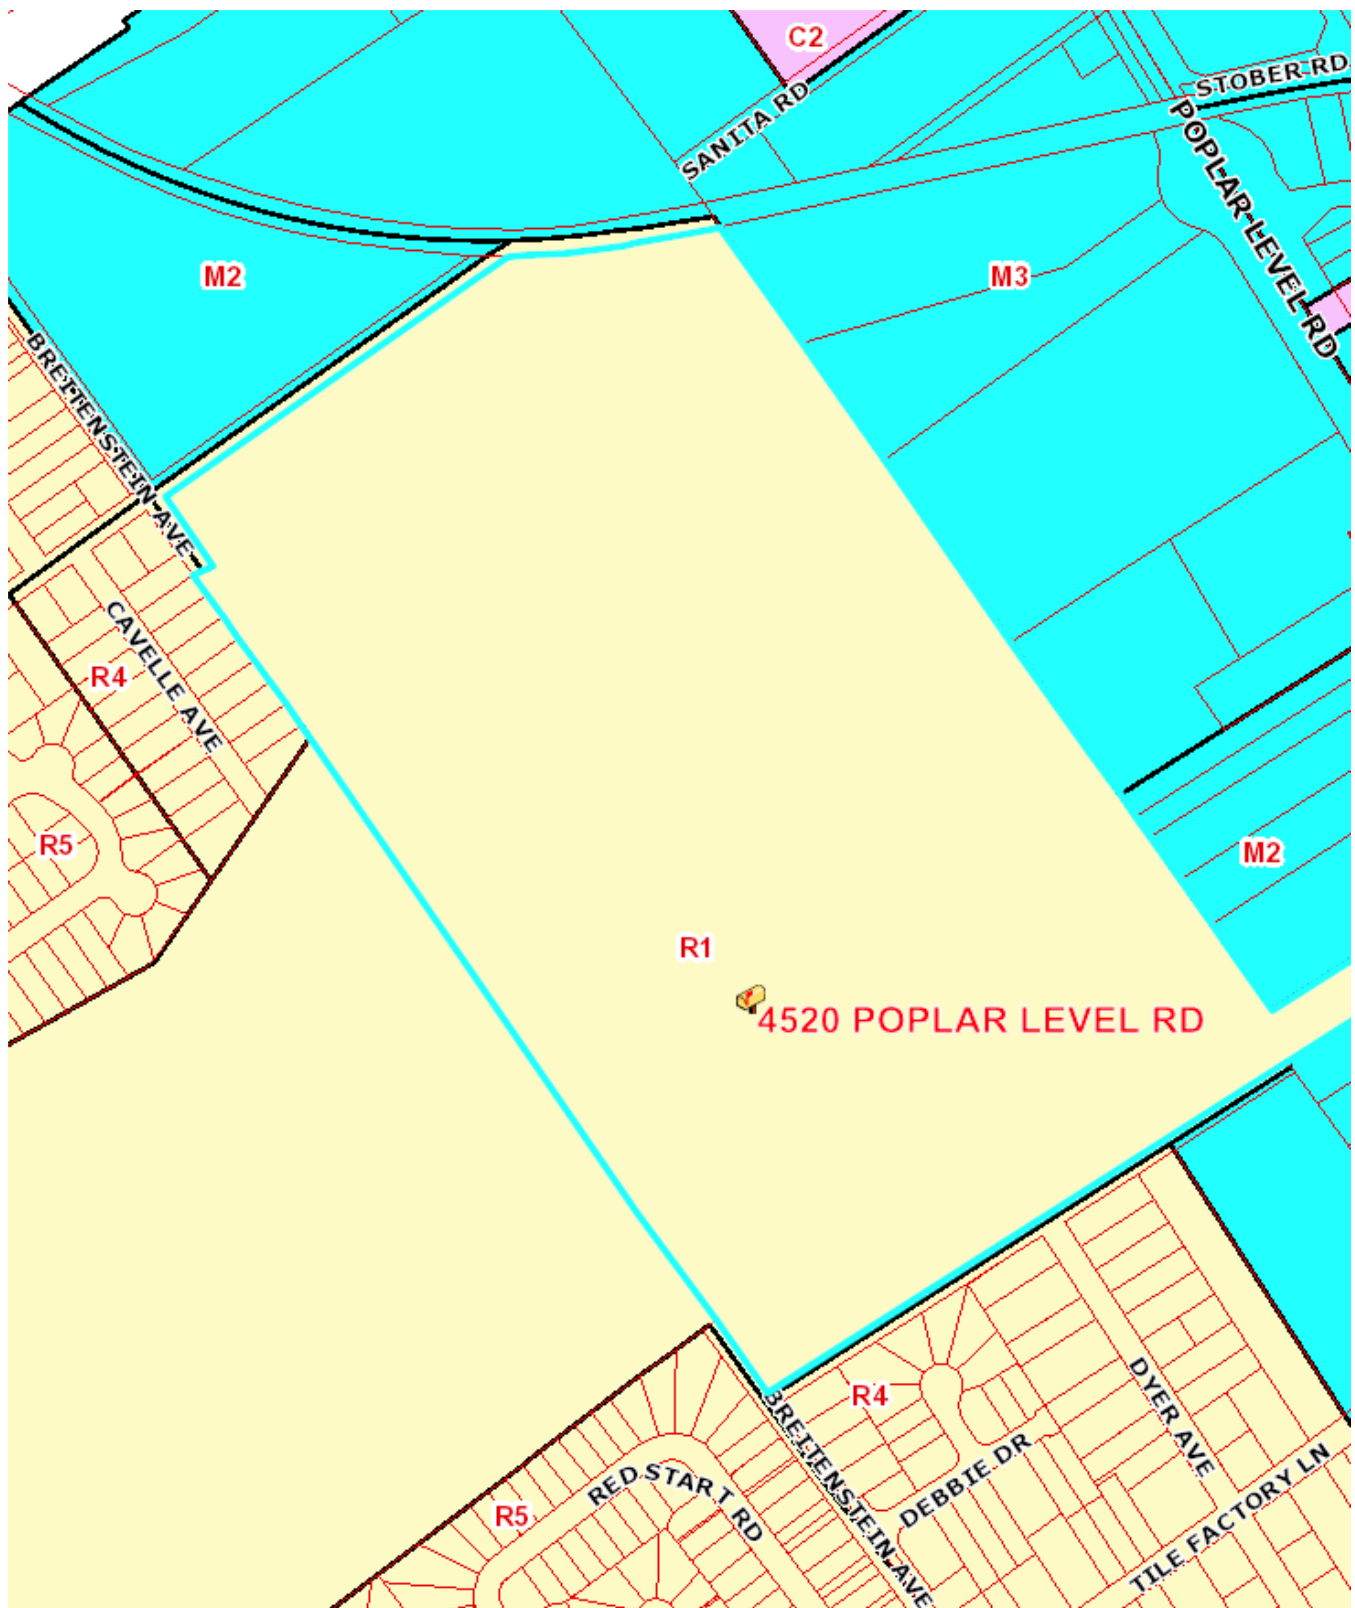 C2
STOBER RD
SANITA RD
POPLAR LEVEL RD
M2
M3
BREITENSTEIN AVE
CAVELLE AVE
R4
R5
M2
R1
4520 POPLAR LEVEL RD
R4
BREITENSTEIN AVE
DYER AVE
DEBBIE DR
RED START RD
R5
TILE FACTORY LN